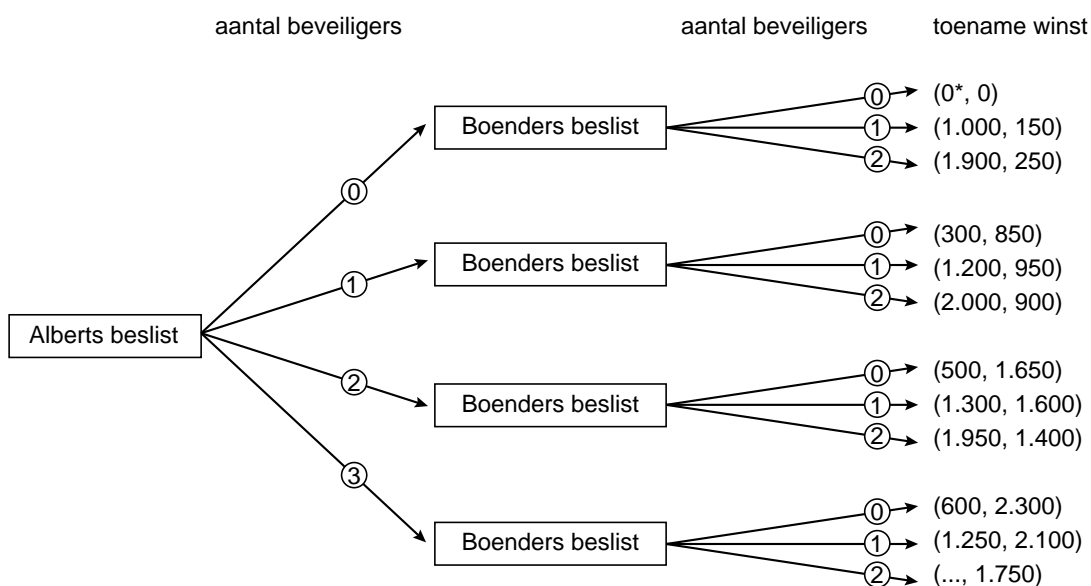 aantal beveiligers aantal beveiligers toename winst
0 (0*, 0)
Boenders beslist 1 (1.000, 150)
2 (1.900, 250)
0
0 (300, 850)
Boenders beslist 1 (1.200, 950)
1
2 (2.000, 900)
Alberts beslist
0 (500, 1.650)
2
Boenders beslist 1 (1.300, 1.600)
2 (1.950, 1.400)
3
0 (600, 2.300)
Boenders beslist 1 (1.250, 2.100)
2 (..., 1.750)